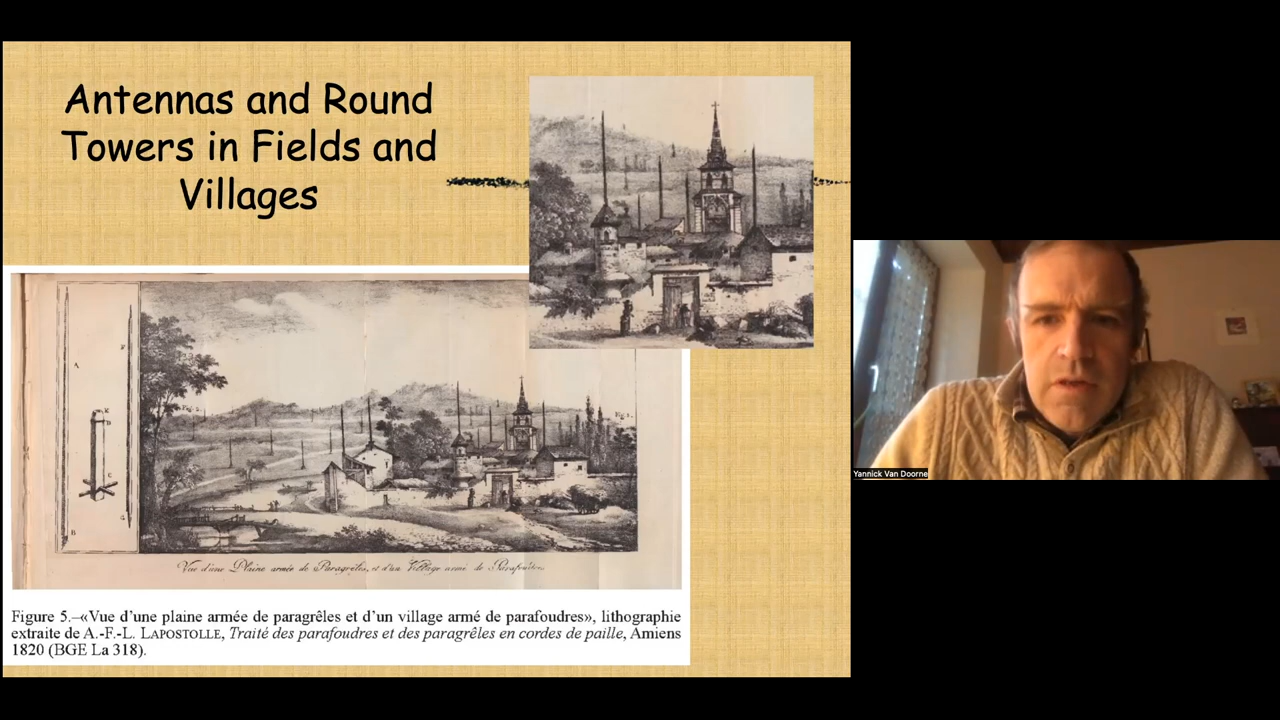 Antennas and Round
Towers in Fields and
Villages
Vue d'une Plaine armée de Paragrêles, et d'un Village armé de Parafoudres.
Figure 5.–«Vue d'une plaine armée de paragrêles et d'un village armé de parafoudres», lithographie
extraite de A.-F.-L. LAPOSTOLLE, Traité des parafoudres et des paragrêles en cordes de paille, Amiens
1820 (BGE La 318).
Yannick Van Doorne